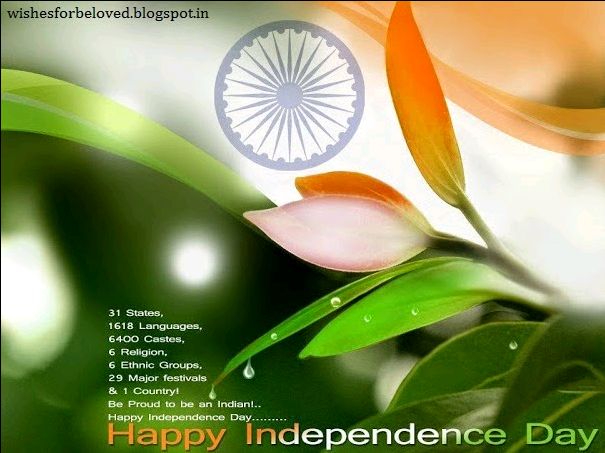 wishesforbeloved.blogspot.in
31 States,
1618 Languages,
6400 Castes,
6 Religion,
6 Ethnic Groups,
29 Major festivals
& 1 Country!
Be Proud to be an Indian!..
Happy Independence Day.........
Happy Independence Day